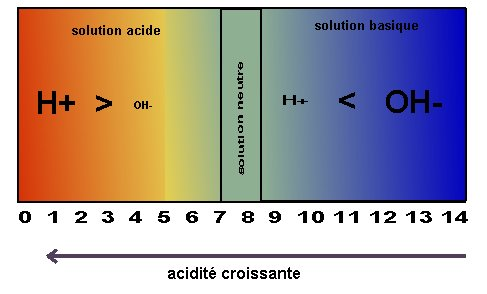 solution acide
solution basique
H+ > OH-
solution neutre
H+ < OH-
0 1 2 3 4 5 6 7 8 9 10 11 12 13 14
acidité croissante